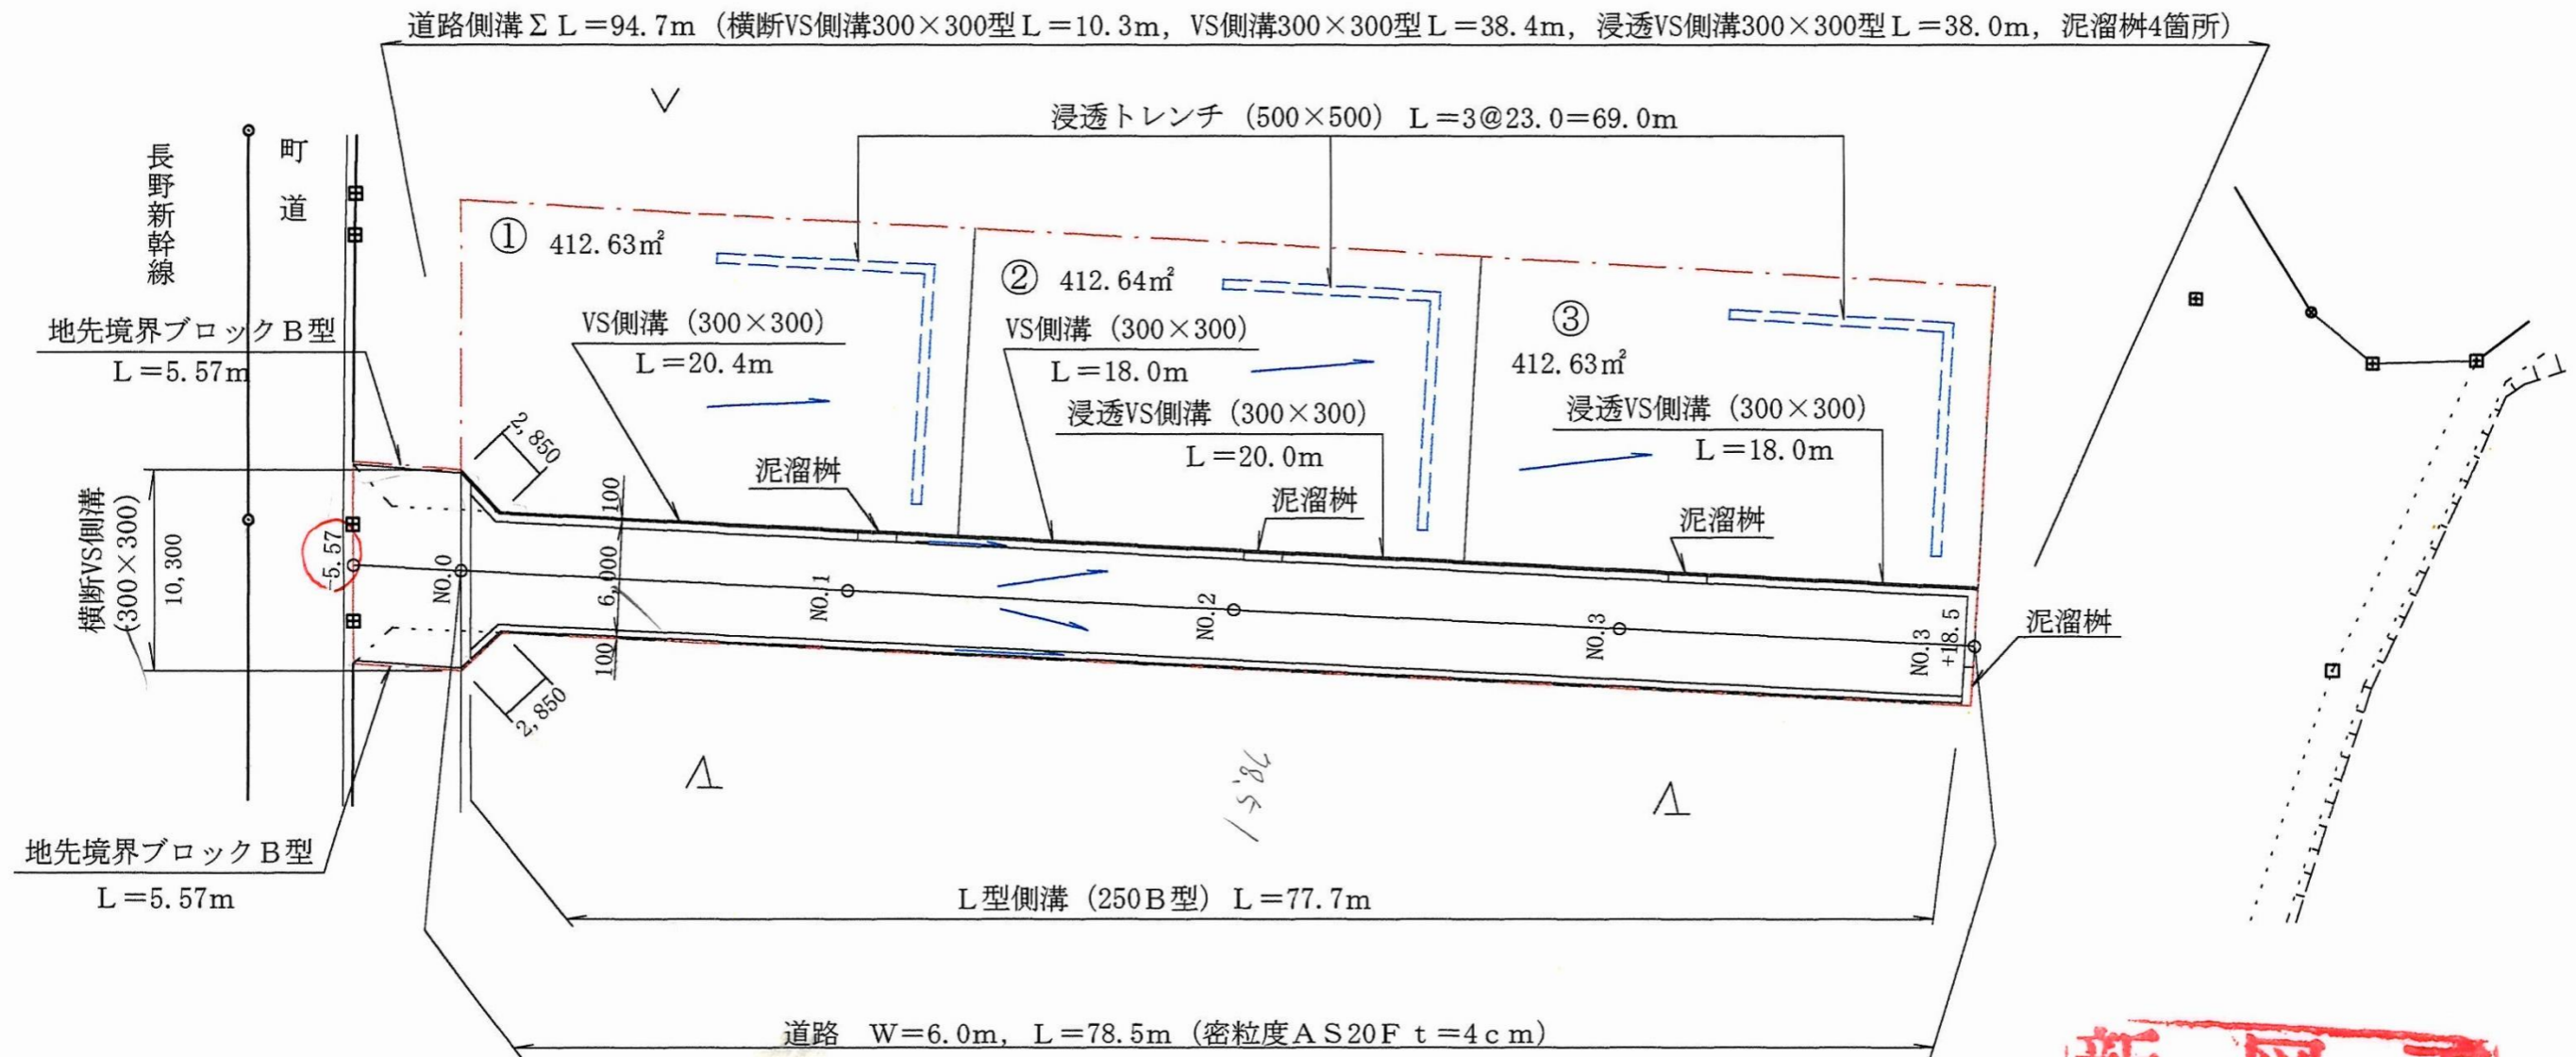 道路側溝ΣL=94.7m（横断VS側溝300×300型L=10.3m，VS側溝300×300型L=38.4m，浸透VS側溝300×300型L=38.0m，泥溜桝4箇所）
浸透トレンチ（500×500） L=3@23.0=69.0m
長野新幹線
町道
① 412.63㎡
② 412.64㎡
③
412.63㎡
地先境界ブロックＢ型
L=5.57m
VS側溝（300×300）
L=20.4m
VS側溝（300×300）
L=18.0m
浸透VS側溝（300×300）
L=20.0m
浸透VS側溝（300×300）
L=18.0m
2,850
泥溜桝
泥溜桝
泥溜桝
泥溜桝
横断VS側溝
（300×300）
10,300
-5.57
NO.0
100
6,000
100
NO.1
NO.2
NO.3
NO.3
+18.5
2,850
78.5
地先境界ブロックＢ型
L=5.57m
Ｌ型側溝（250Ｂ型） L=77.7m
道路　W=6.0m，L=78.5m（密粒度ＡＳ20Ｆ ｔ=4ｃｍ）